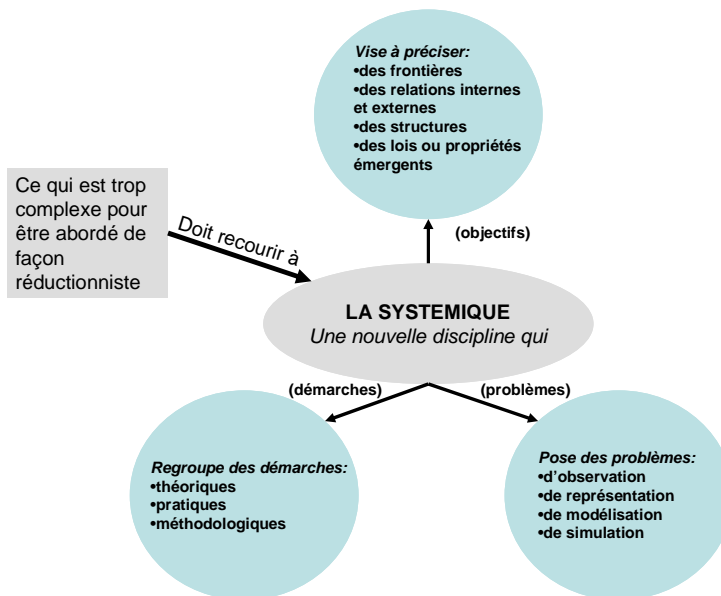 Vise à préciser:
•des frontières
•des relations internes
et externes
•des structures
•des lois ou propriétés
émergents
Ce qui est trop
complexe pour
être abordé de
façon
réductionniste
Doit recourir à
(objectifs)
LA SYSTEMIQUE
Une nouvelle discipline qui
(démarches)
(problèmes)
Regroupe des démarches:
•théoriques
•pratiques
•méthodologiques
Pose des problèmes:
•d'observation
•de représentation
•de modélisation
•de simulation